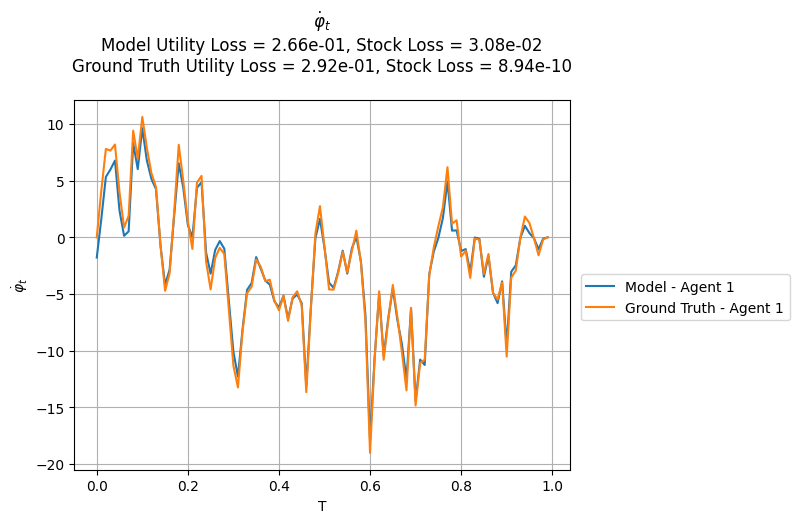 φ̇ₜ
Model Utility Loss = 2.66e-01, Stock Loss = 3.08e-02
Ground Truth Utility Loss = 2.92e-01, Stock Loss = 8.94e-10
10
5
0
−5
−10
−15
−20
φ̇ₜ
0.0
0.2
0.4
0.6
0.8
1.0
T
Model - Agent 1
Ground Truth - Agent 1